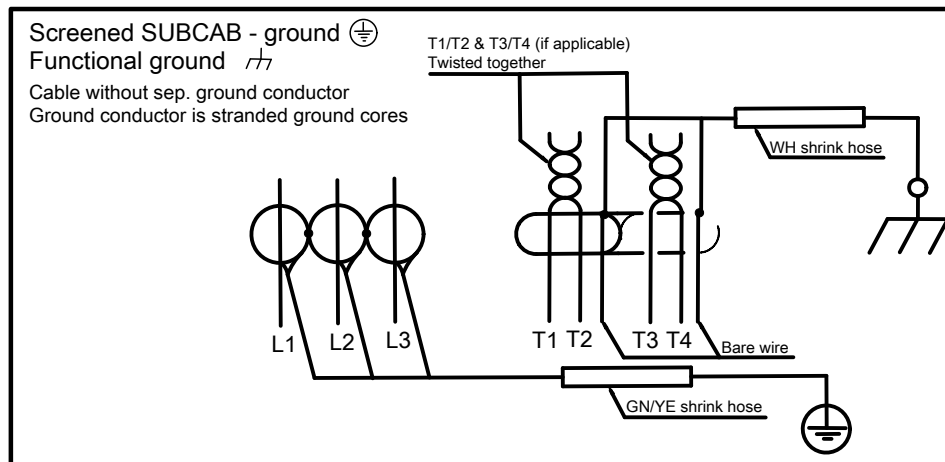 Screened SUBCAB - ground
Functional ground
Cable without sep. ground conductor
Ground conductor is stranded ground cores
T1/T2 & T3/T4 (if applicable)
Twisted together
WH shrink hose
L1 L2 L3
T1 T2 T3 T4
Bare wire
GN/YE shrink hose